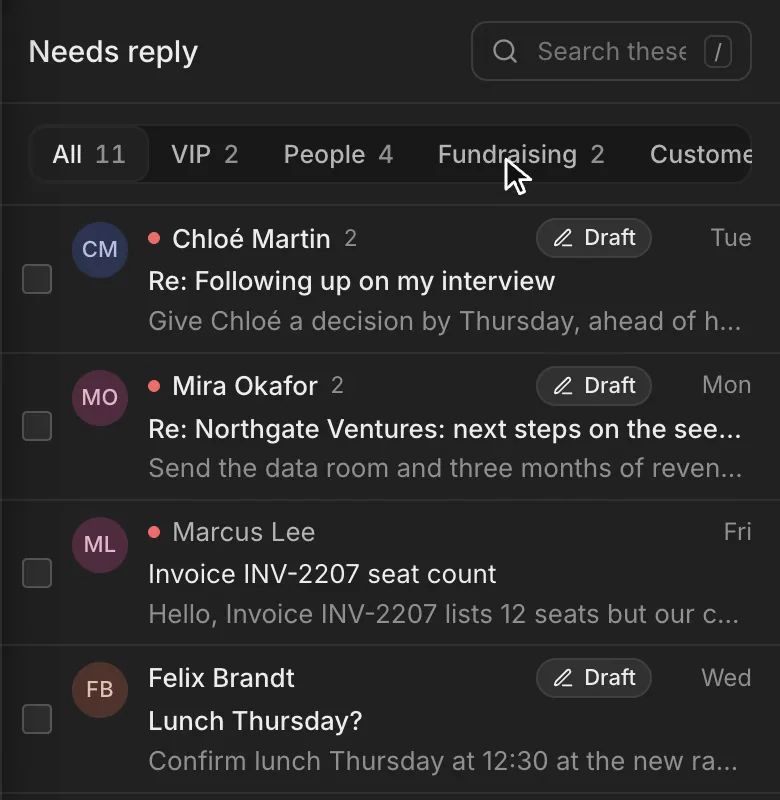 Needs reply Search these /
All 11 VIP 2 People 4 Fundraising 2 Custome
CM Chloé Martin 2 Draft Tue
Re: Following up on my interview
Give Chloé a decision by Thursday, ahead of h...
MO Mira Okafor 2 Draft Mon
Re: Northgate Ventures: next steps on the see...
Send the data room and three months of reven...
ML Marcus Lee Fri
Invoice INV-2207 seat count
Hello, Invoice INV-2207 lists 12 seats but our c...
FB Felix Brandt Draft Wed
Lunch Thursday?
Confirm lunch Thursday at 12:30 at the new ra...